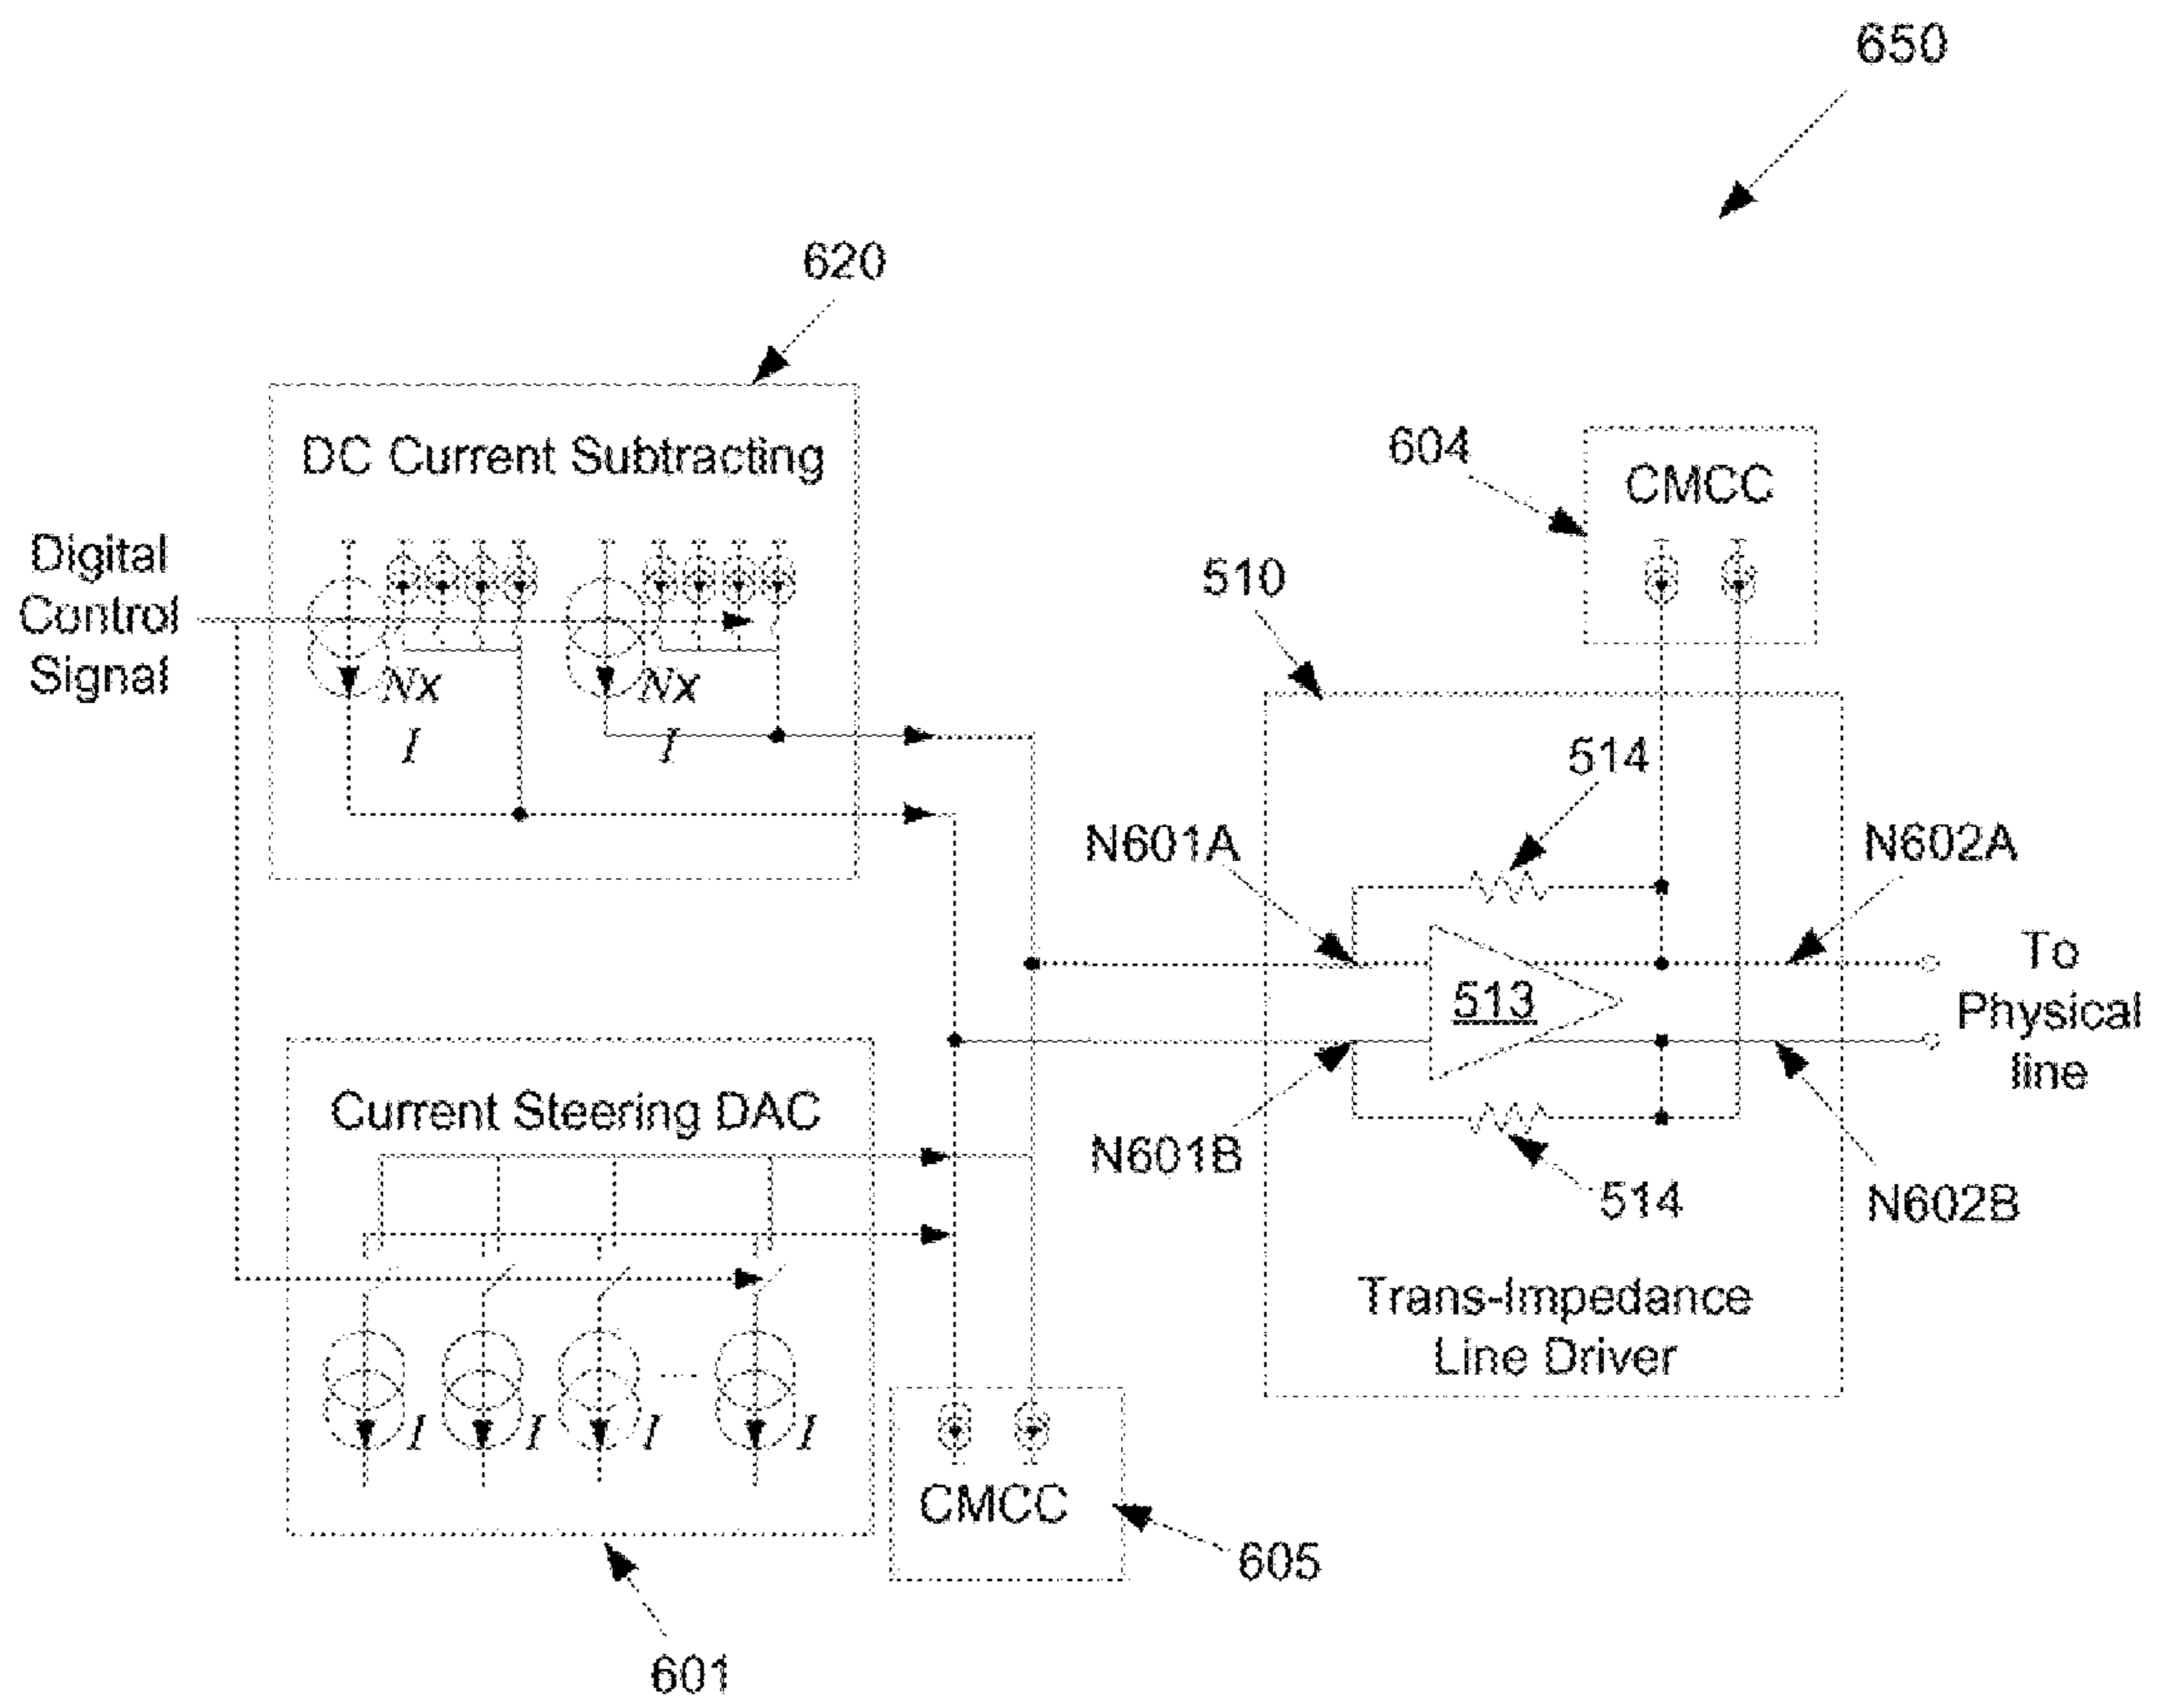 650
620
DC Current Subtracting
604
CMCC
Digital
Control
Signal
510
Nx
I
Nx
I
514
N601A
N602A
513
To
Physical
line
Current Steering DAC
N601B
514
N602B
Trans-Impedance
Line Driver
I
I
I
I
CMCC
605
601